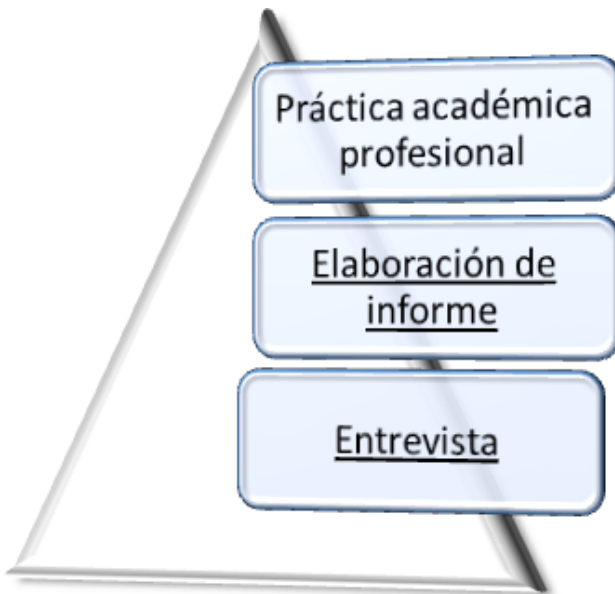 Práctica académica
profesional
Elaboración de
informe
Entrevista